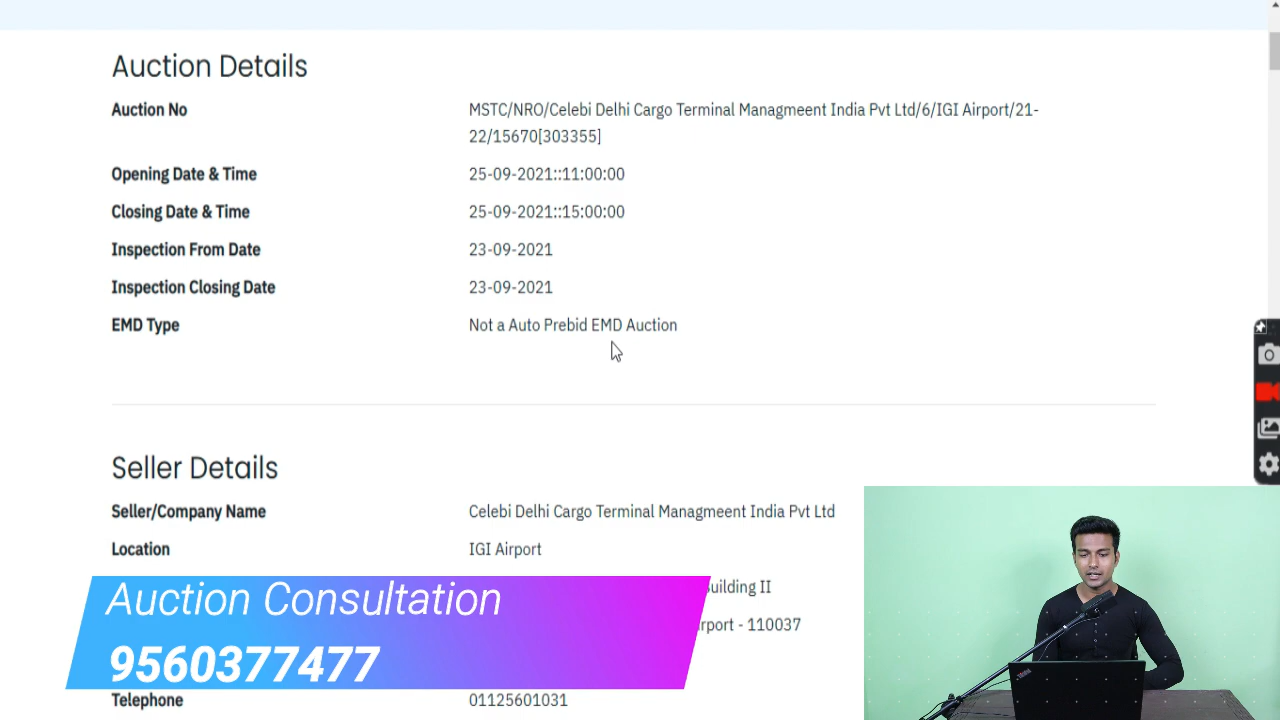 Auction Details
Auction No MSTC/NRO/Celebi Delhi Cargo Terminal Managmeent India Pvt Ltd/6/IGI Airport/21-
22/15670[303355]
Opening Date & Time 25-09-2021::11:00:00
Closing Date & Time 25-09-2021::15:00:00
Inspection From Date 23-09-2021
Inspection Closing Date 23-09-2021
EMD Type Not a Auto Prebid EMD Auction
Seller Details
Seller/Company Name Celebi Delhi Cargo Terminal Managmeent India Pvt Ltd
Location IGI Airport
Building II
rport - 110037
Auction Consultation
9560377477
Telephone 01125601031